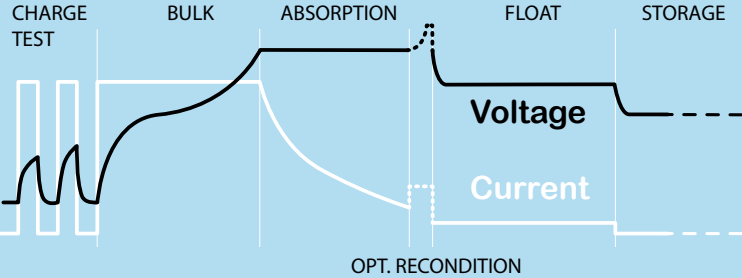 CHARGE
TEST
BULK
ABSORPTION
FLOAT
STORAGE
Voltage
Current
OPT. RECONDITION